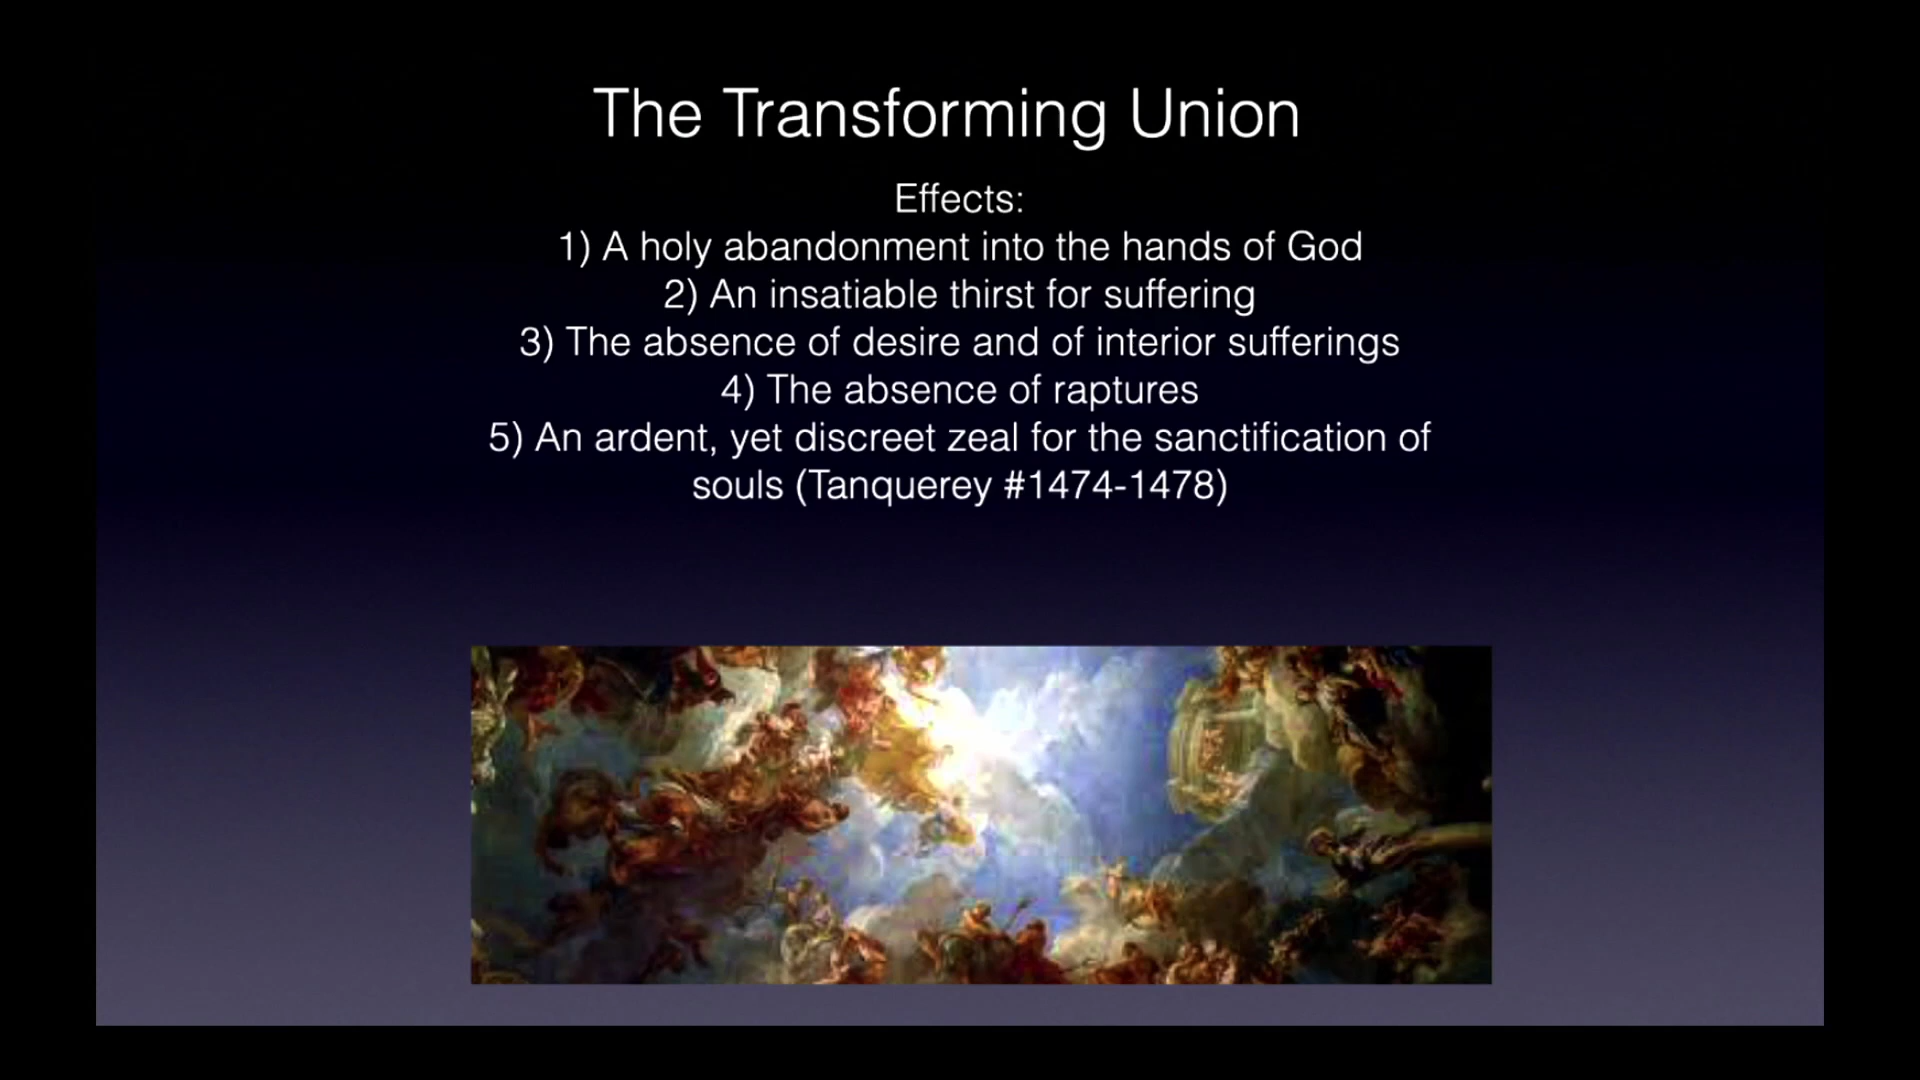 The Transforming Union
Effects:
1) A holy abandonment into the hands of God
2) An insatiable thirst for suffering
3) The absence of desire and of interior sufferings
4) The absence of raptures
5) An ardent, yet discreet zeal for the sanctification of
souls (Tanquerey #1474-1478)